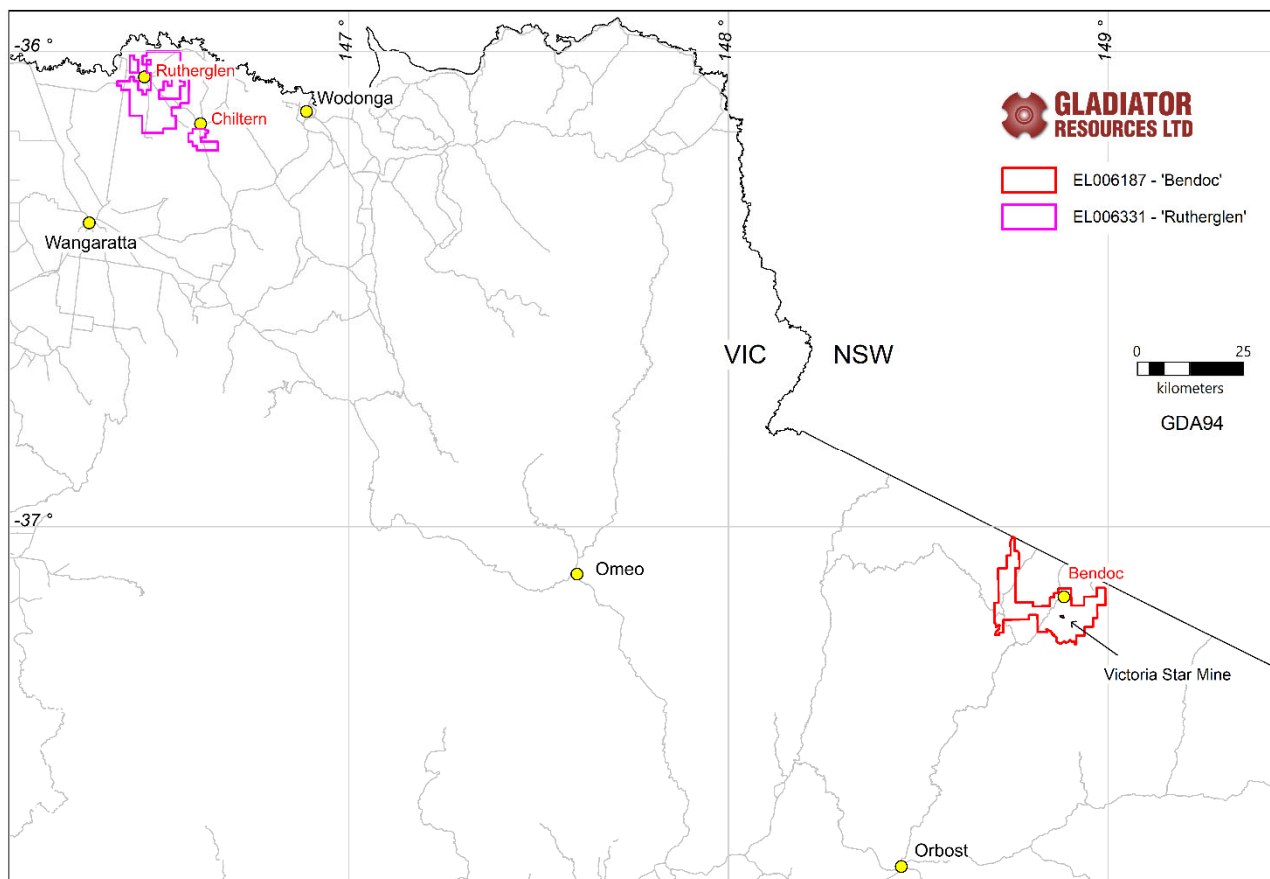 147°
148°
149°
-36°
Rutherglen
Wodonga
Chiltern
GLADIATOR
RESOURCES LTD
EL006187 - 'Bendoc'
EL006331 - 'Rutherglen'
Wangaratta
VIC
NSW
0
25
kilometers
GDA94
-37°
Omeo
Bendoc
Victoria Star Mine
Orbost